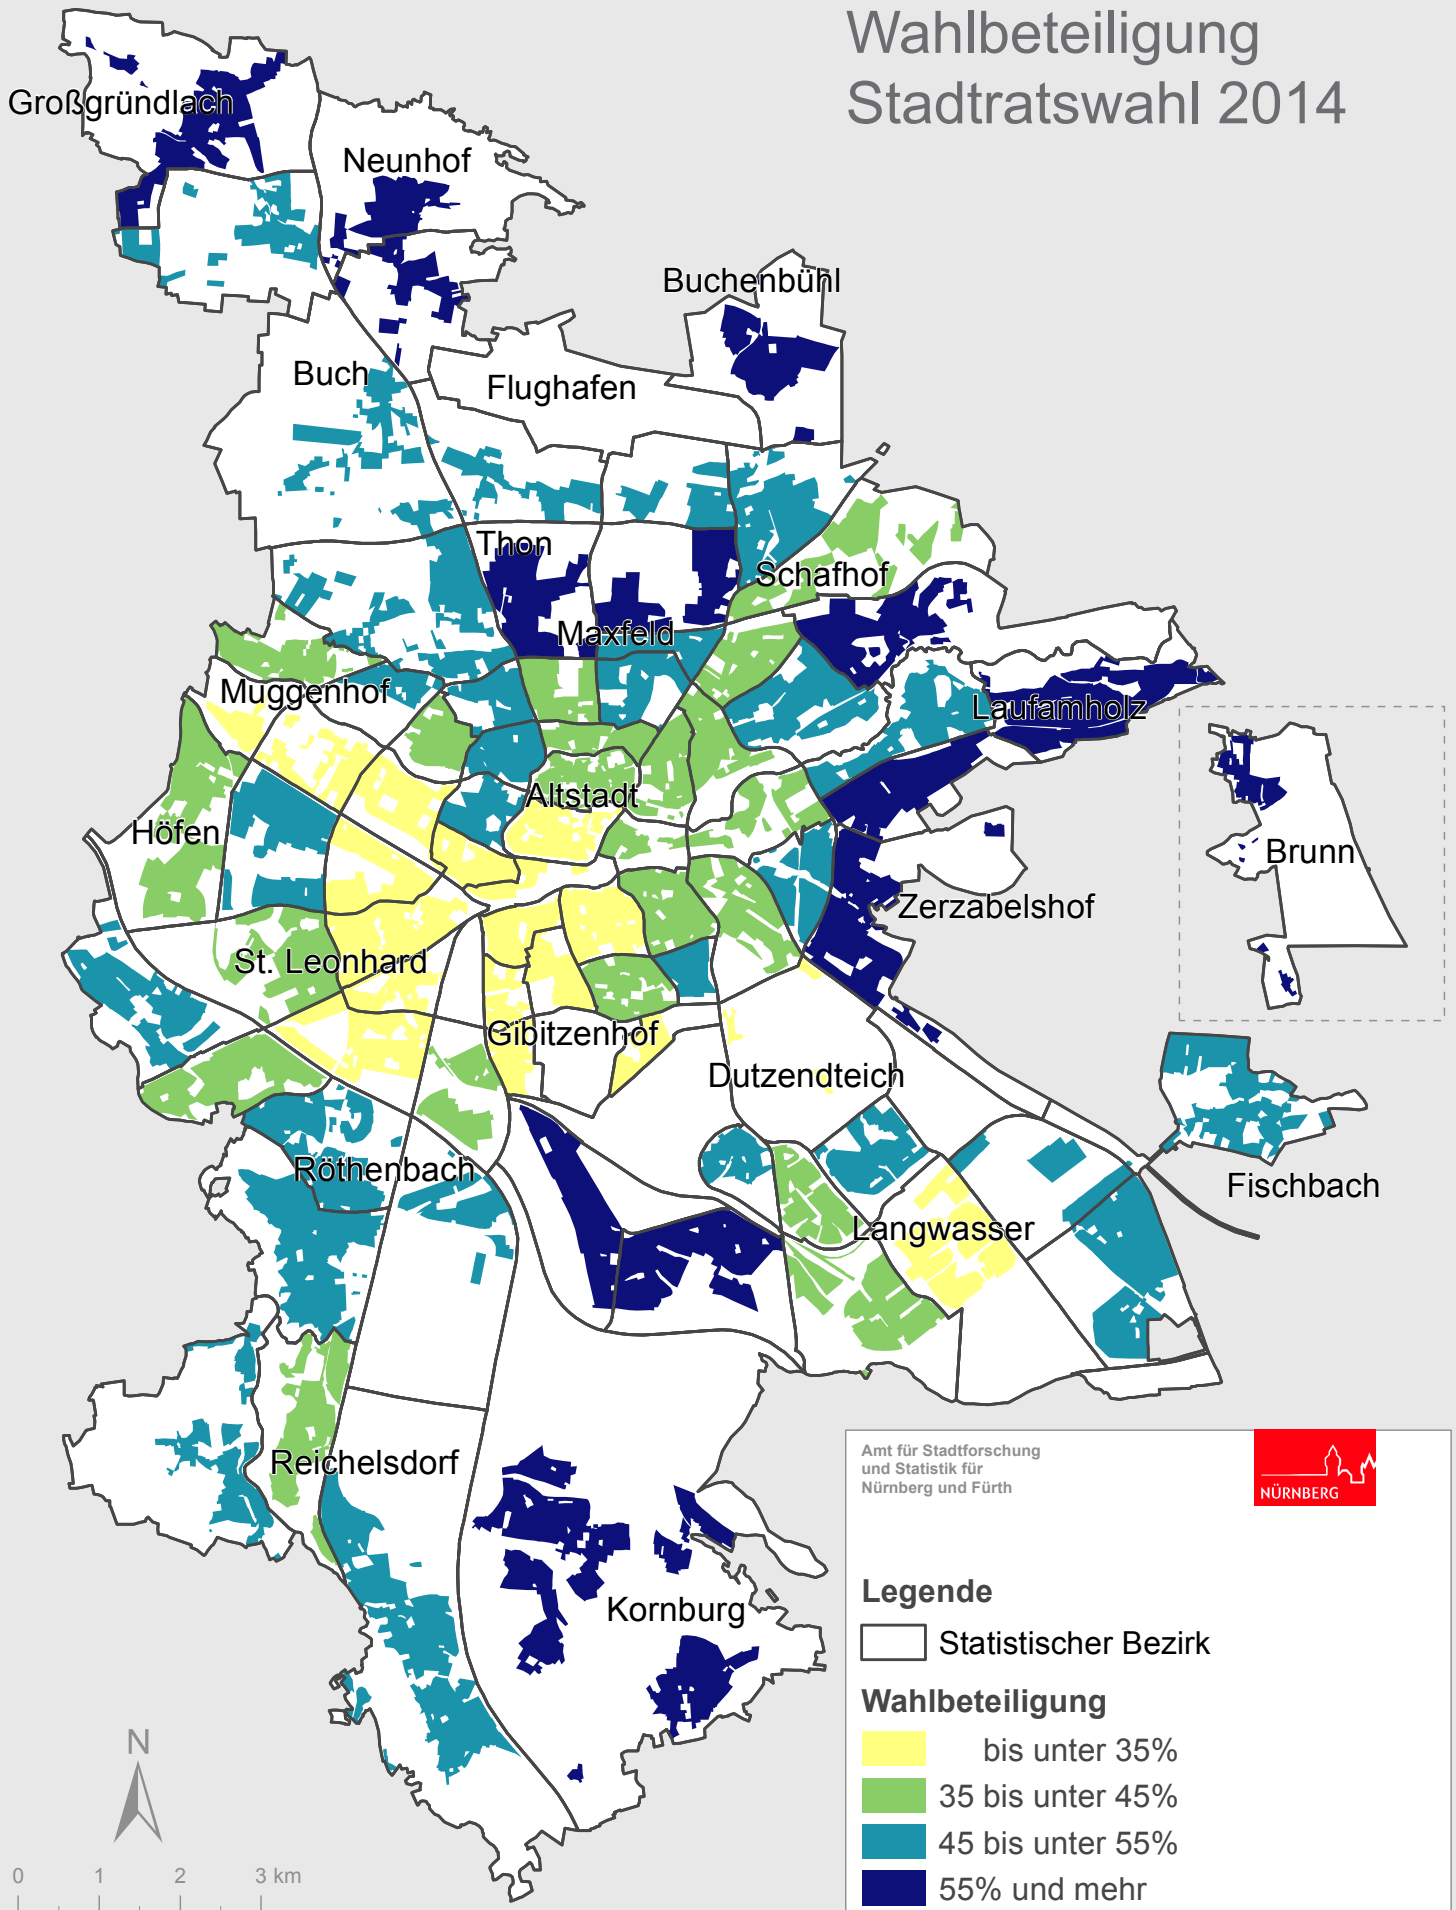 Wahlbeteiligung
Stadtratswahl 2014
Großgründlach
Neunhof
Buchenbühl
Buch
Flughafen
Thon
Schafhof
Maxfeld
Muggenhof
Laufamholz
Altstadt
Höfen
Brunn
Zerzabelshof
St. Leonhard
Gibitzenhof
Dutzendteich
Röthenbach
Fischbach
Langwasser
Reichelsdorf
Kornburg
Amt für Stadtforschung
und Statistik für
Nürnberg und Fürth
NÜRNBERG
Legende
Statistischer Bezirk
Wahlbeteiligung
bis unter 35%
35 bis unter 45%
45 bis unter 55%
55% und mehr
N
0 1 2 3 km